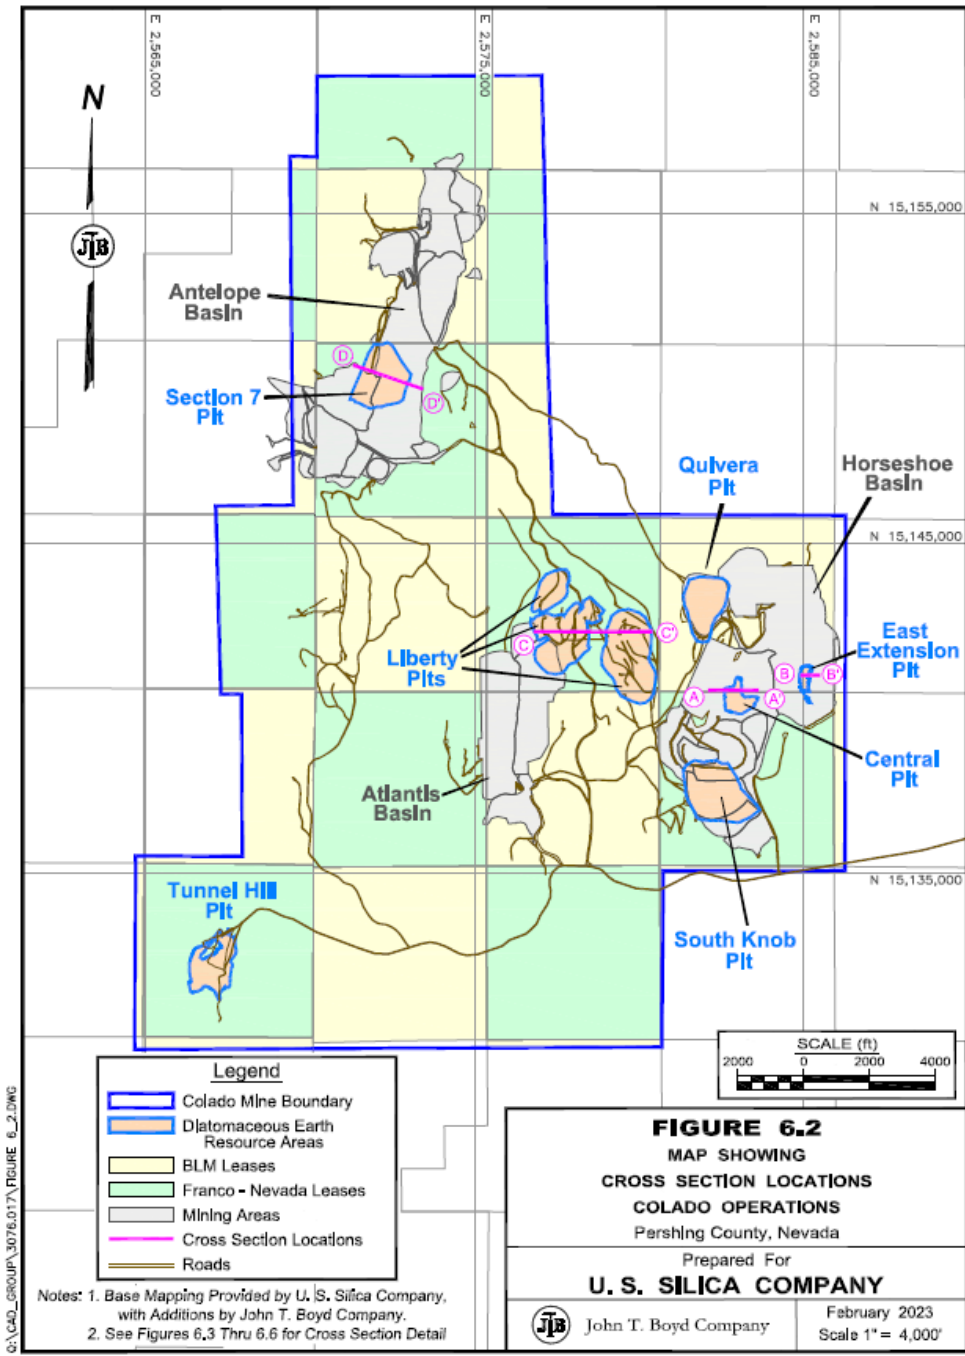 E 2,565,000
E 2,575,000
E 2,585,000
N
JTB
N 15,155,000
Antelope
Basin
D
D'
Section 7
Pit
Quivera
Pit
Horseshoe
Basin
N 15,145,000
C
C'
Liberty
Pits
East
Extension
Pit
B
B'
A
A'
Central
Pit
Atlantis
Basin
N 15,135,000
Tunnel Hill
Pit
South Knob
Pit
SCALE (ft)
2000 0 2000 4000
Legend
Colado Mine Boundary
Diatomaceous Earth
Resource Areas
BLM Leases
Franco - Nevada Leases
Mining Areas
Cross Section Locations
Roads
Notes: 1. Base Mapping Provided by U. S. Silica Company,
with Additions by John T. Boyd Company.
2. See Figures 6.3 Thru 6.6 for Cross Section Detail
Q:\CAD_GROUP\3076.017\FIGURE 6_2.DWG
FIGURE 6.2
MAP SHOWING
CROSS SECTION LOCATIONS
COLADO OPERATIONS
Pershing County, Nevada
Prepared For
U. S. SILICA COMPANY
JTB
John T. Boyd Company
February 2023
Scale 1" = 4,000'